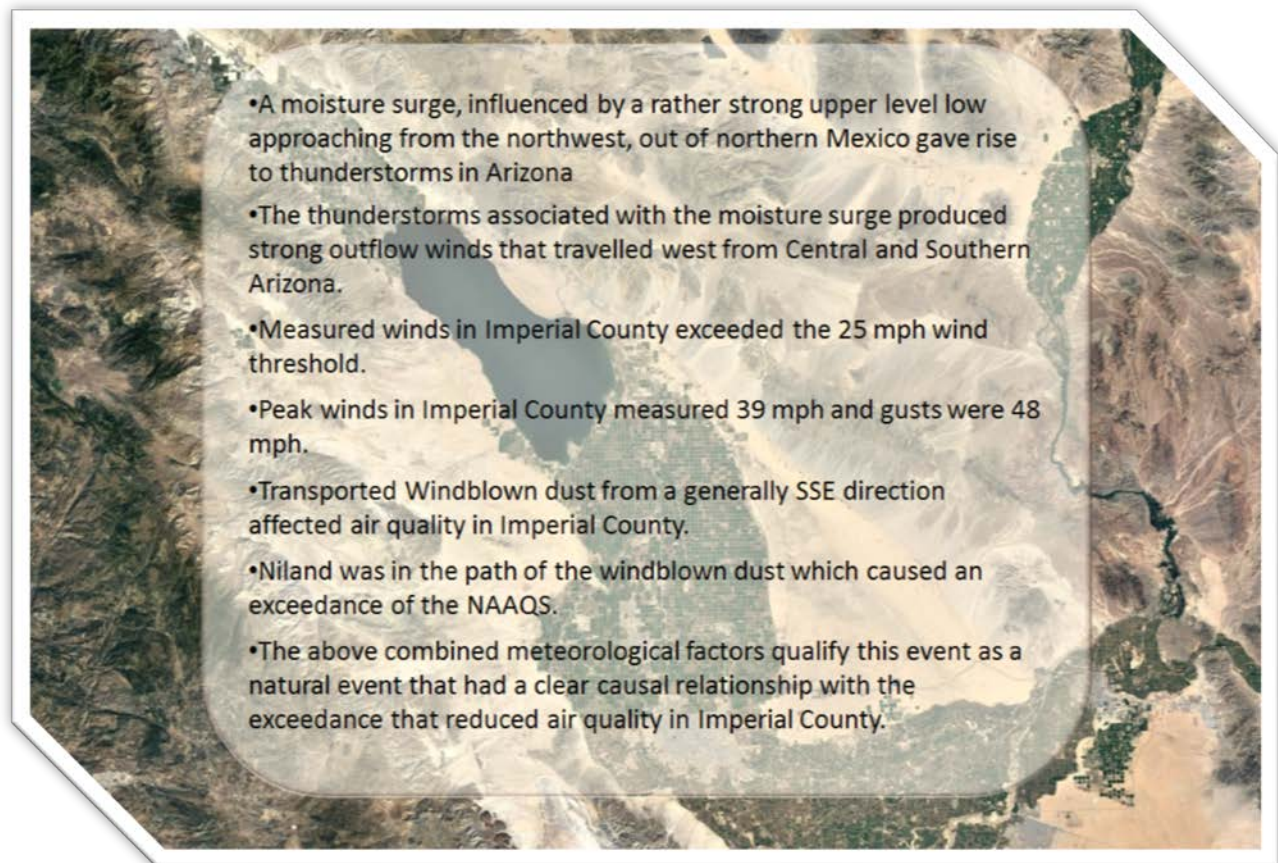 •A moisture surge, influenced by a rather strong upper level low
approaching from the northwest, out of northern Mexico gave rise
to thunderstorms in Arizona
•The thunderstorms associated with the moisture surge produced
strong outflow winds that travelled west from Central and Southern
Arizona.
•Measured winds in Imperial County exceeded the 25 mph wind
threshold.
•Peak winds in Imperial County measured 39 mph and gusts were 48
mph.
•Transported Windblown dust from a generally SSE direction
affected air quality in Imperial County.
•Niland was in the path of the windblown dust which caused an
exceedance of the NAAQS.
•The above combined meteorological factors qualify this event as a
natural event that had a clear causal relationship with the
exceedance that reduced air quality in Imperial County.